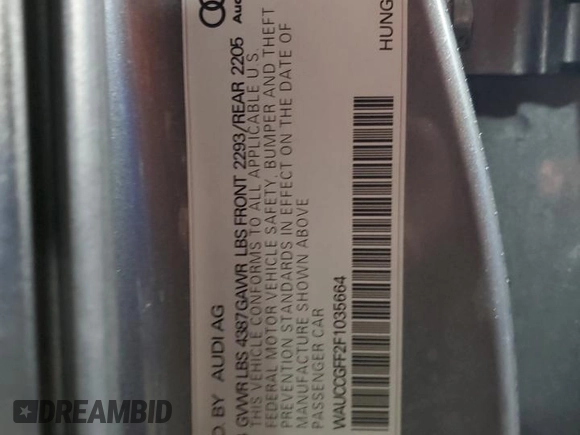 D. BY AUDI AG
GVWR LBS 4387 GAWR LBS FRONT 2293/REAR 2205
THIS VEHICLE CONFORMS TO ALL APPLICABLE U.S.
FEDERAL MOTOR VEHICLE SAFETY, BUMPER AND THEFT
PREVENTION STANDARDS IN EFFECT ON THE DATE OF
MANUFACTURE SHOWN ABOVE
PASSENGER CAR
WAUCCGFF2F1035664
HUNG
Au
DREAMBID